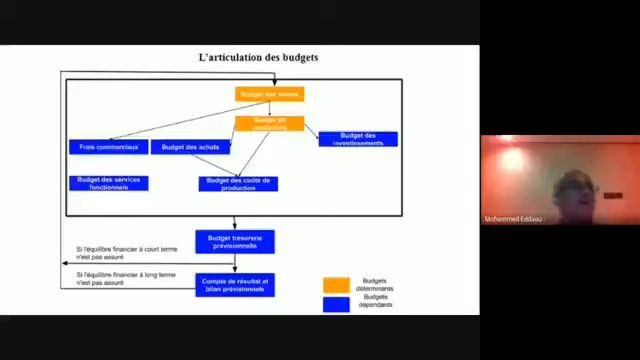 L'articulation des budgets
Budget des ventes
Budget de
production
Frais commerciaux
Budget des achats
Budget des
investissements
Budget des services
fonctionnels
Budget des coûts de
production
Budget trésorerie
prévisionnelle
Si l'équilibre financier à court terme
n'est pas assuré
Si l'équilibre financier à long terme
n'est pas assuré
Compte de résultat et
bilan prévisionnels
Budgets
déterminants
Budgets
dépendants
Mohammed Eddaou